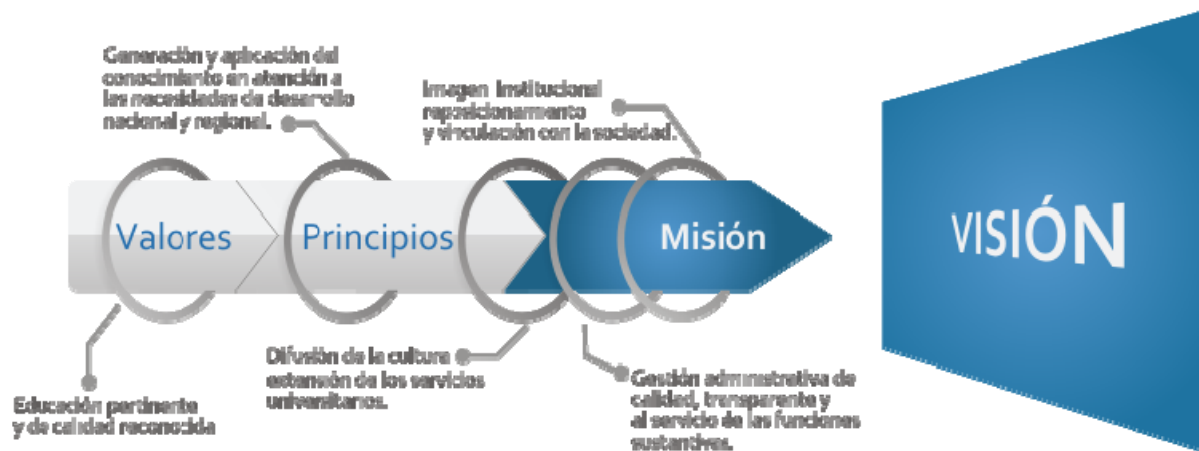 Generación y aplicación del
conocimiento en atención a
las necesidades de desarrollo
nacional y regional.
Imagen Institucional
reposicionamiento
y vinculación con la sociedad.
Valores
Principios
Misión
VISIÓN
Educación pertinente
y de calidad reconocida
Difusión de la cultura
extensión de los servicios
universitarios.
Gestión administrativa de
calidad, transparente y
al servicio de las funciones
sustantivas.